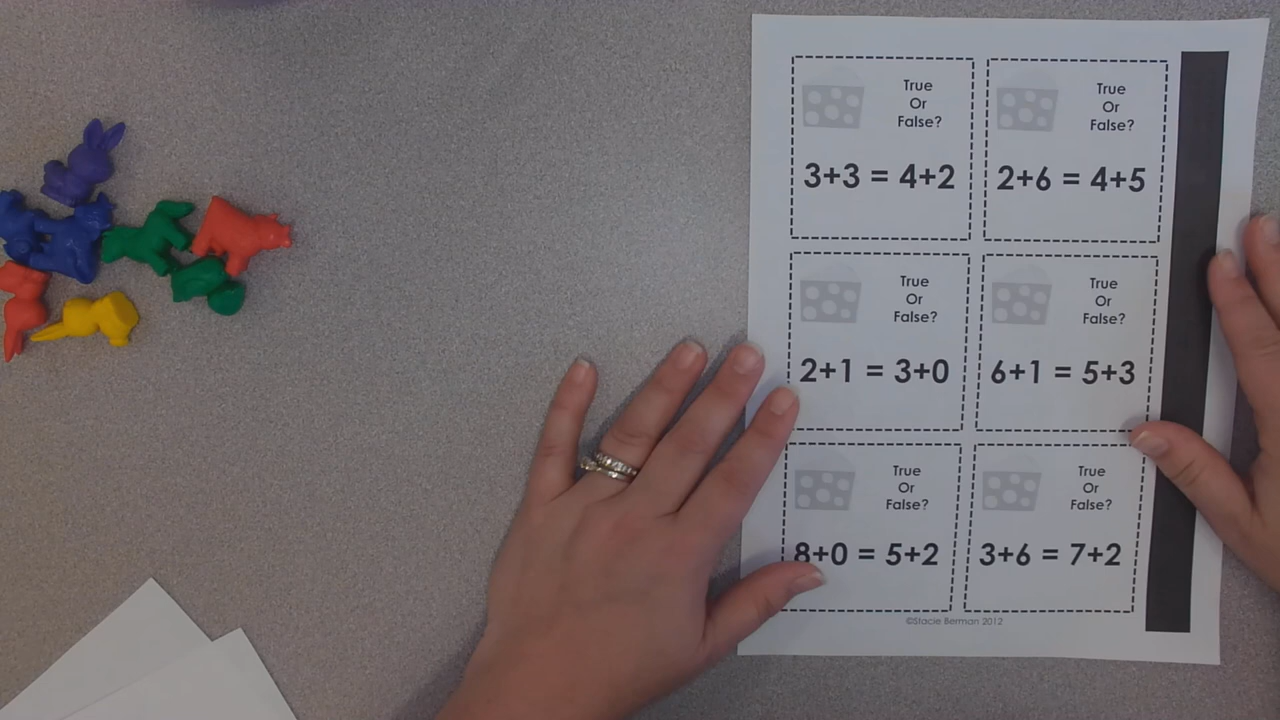 True
Or
False?
3+3 = 4+2
True
Or
False?
2+6 = 4+5
True
Or
False?
2+1 = 3+0
True
Or
False?
6+1 = 5+3
True
Or
False?
8+0 = 5+2
True
Or
False?
3+6 = 7+2
©Stacie Berman 2012